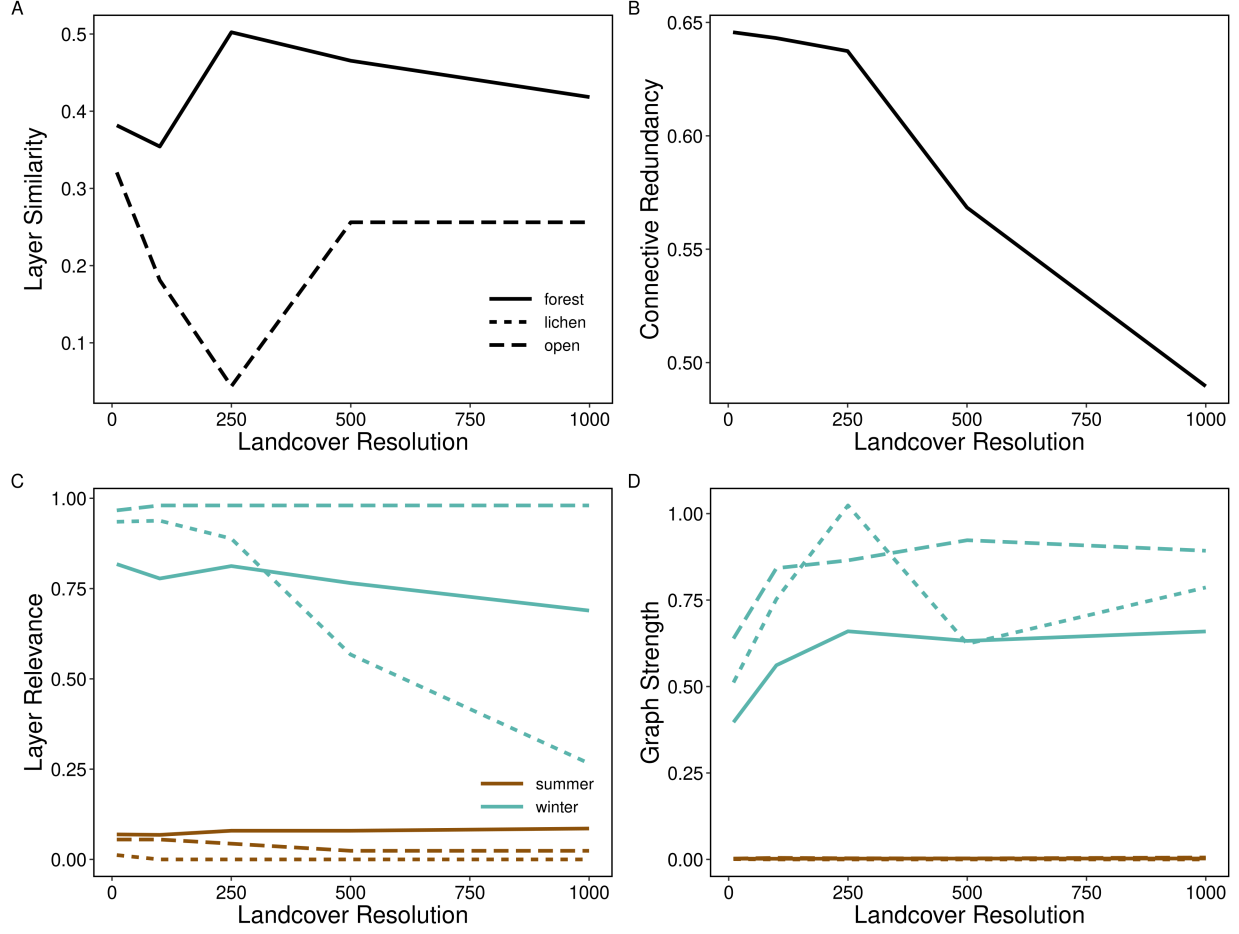 A
Layer Similarity
0.5
0.4
0.3
0.2
0.1
forest
lichen
open
0 250 500 750 1000
Landcover Resolution
B
Connective Redundancy
0.65
0.60
0.55
0.50
0 250 500 750 1000
Landcover Resolution
C
Layer Relevance
1.00
0.75
0.50
0.25
0.00
summer
winter
0 250 500 750 1000
Landcover Resolution
D
Graph Strength
1.00
0.75
0.50
0.25
0.00
0 250 500 750 1000
Landcover Resolution